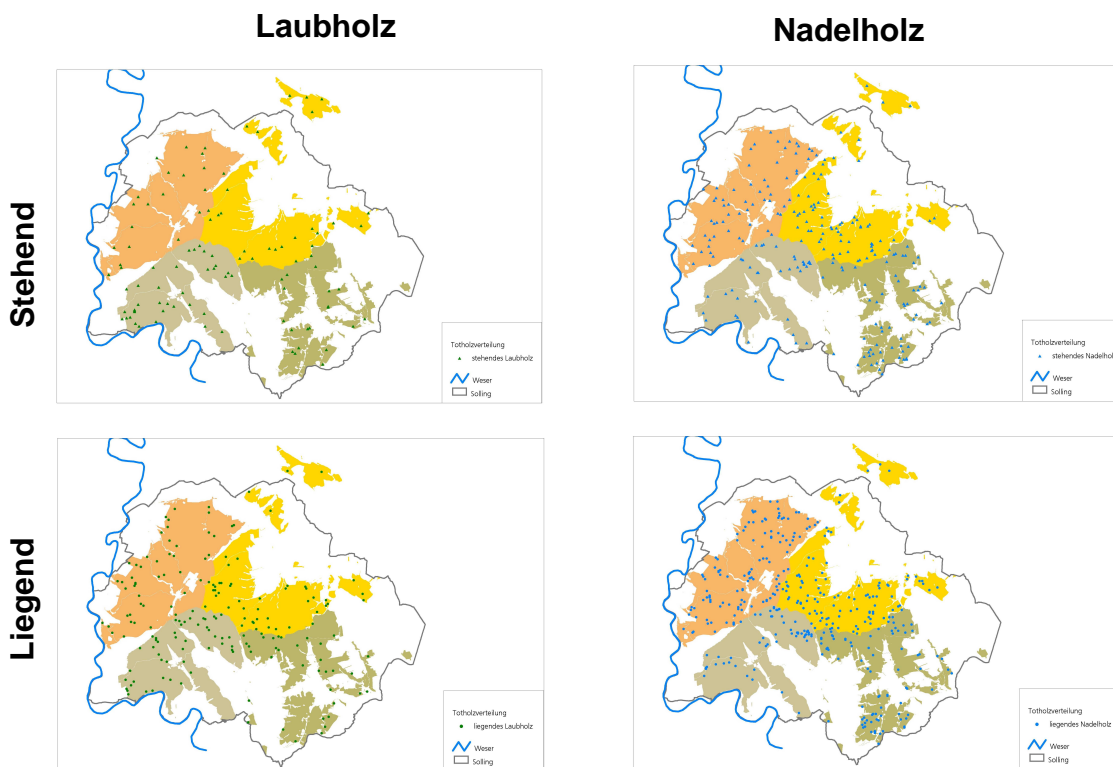 Laubholz
Nadelholz
Stehend
Totholzverteilung
stehendes Laubholz
Weser
Solling
Totholzverteilung
stehendes Nadelhol
Weser
Solling
Liegend
Totholzverteilung
liegendes Laubholz
Weser
Solling
Totholzverteilung
liegendes Nadelholz
Weser
Solling